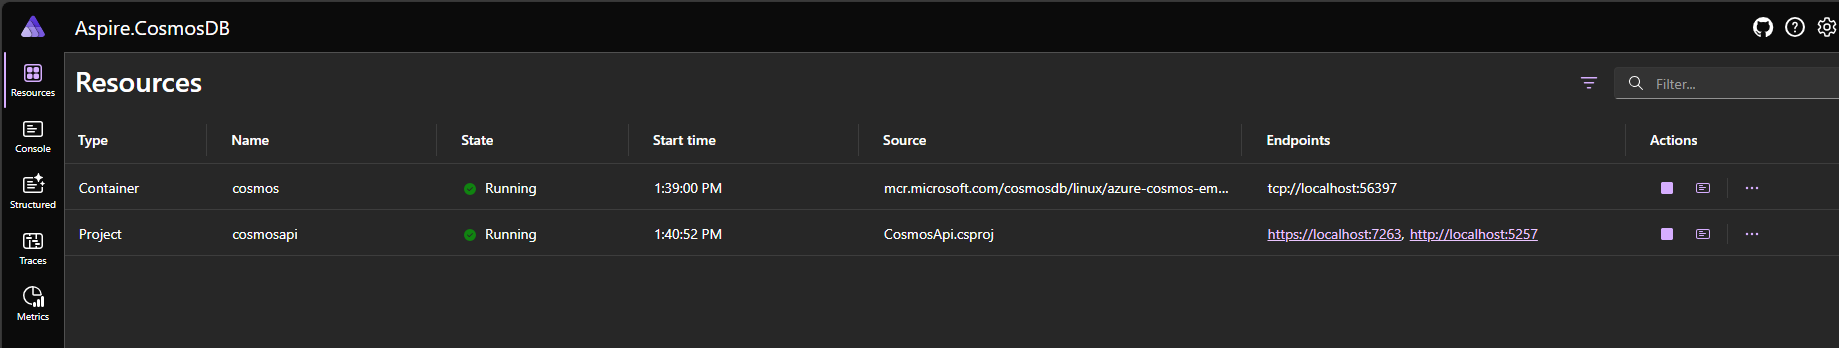 Aspire.CosmosDB
Resources
Resources
Filter...
Console
Structured
Traces
Metrics
Type Name State Start time Source Endpoints Actions
Container cosmos Running 1:39:00 PM mcr.microsoft.com/cosmosdb/linux/azure-cosmos-em... tcp://localhost:56397
Project cosmosapi Running 1:40:52 PM CosmosApi.csproj https://localhost:7263, http://localhost:5257